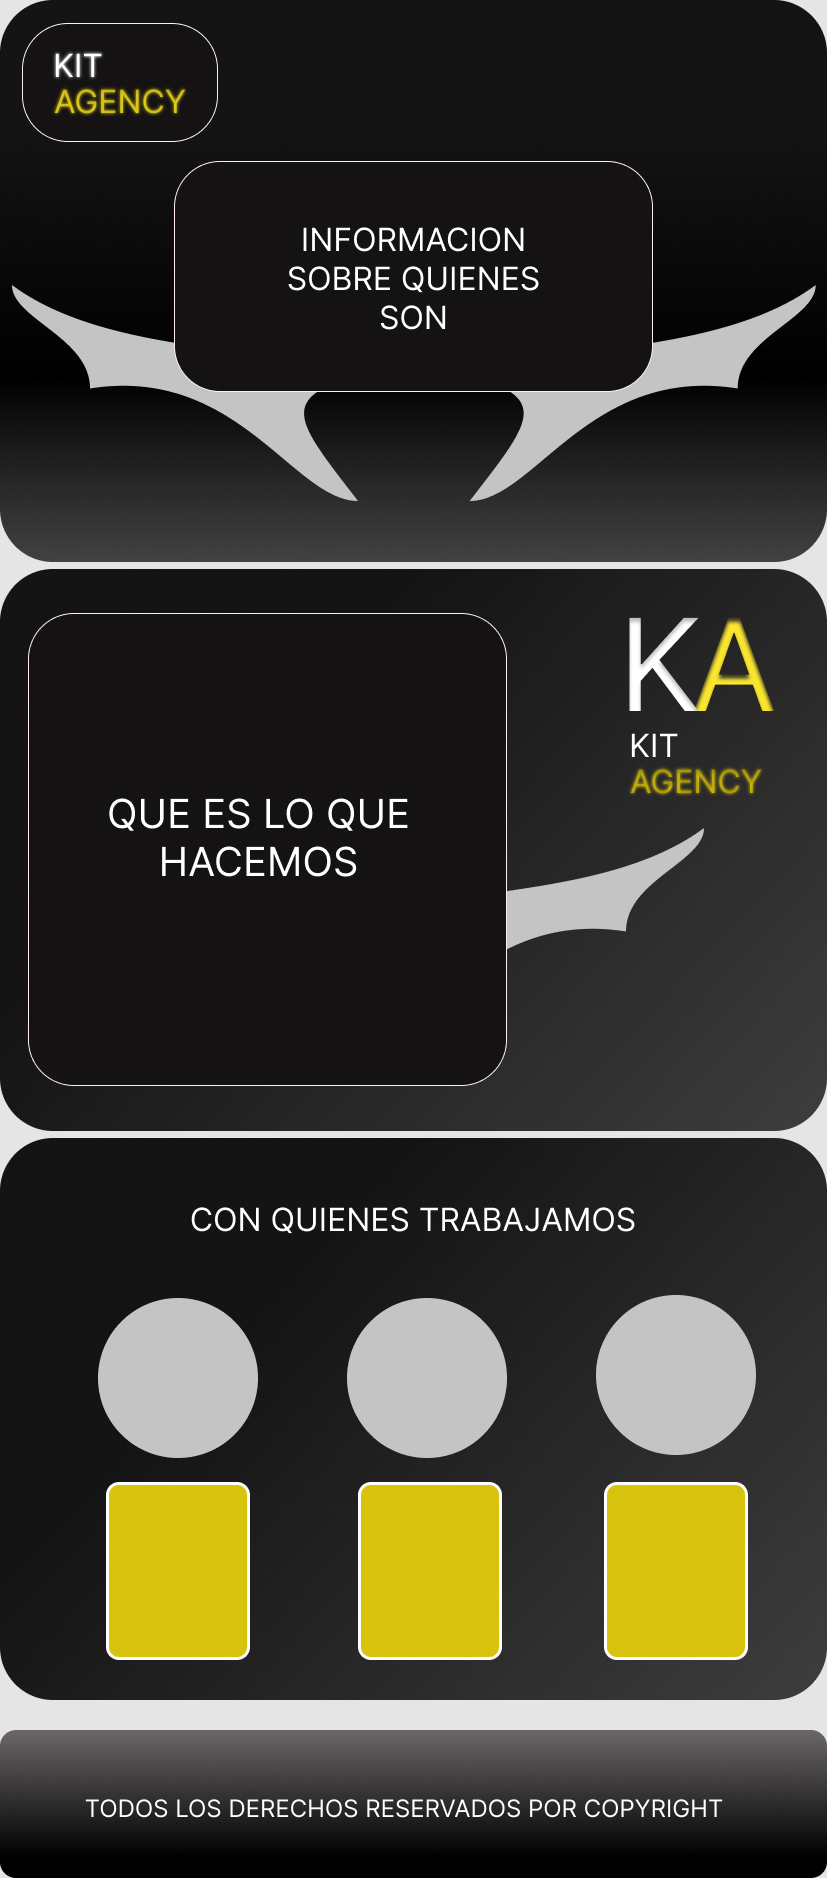 KIT
AGENCY
INFORMACION
SOBRE QUIENES
SON
KA
KIT
AGENCY
QUE ES LO QUE
HACEMOS
CON QUIENES TRABAJAMOS
TODOS LOS DERECHOS RESERVADOS POR COPYRIGHT